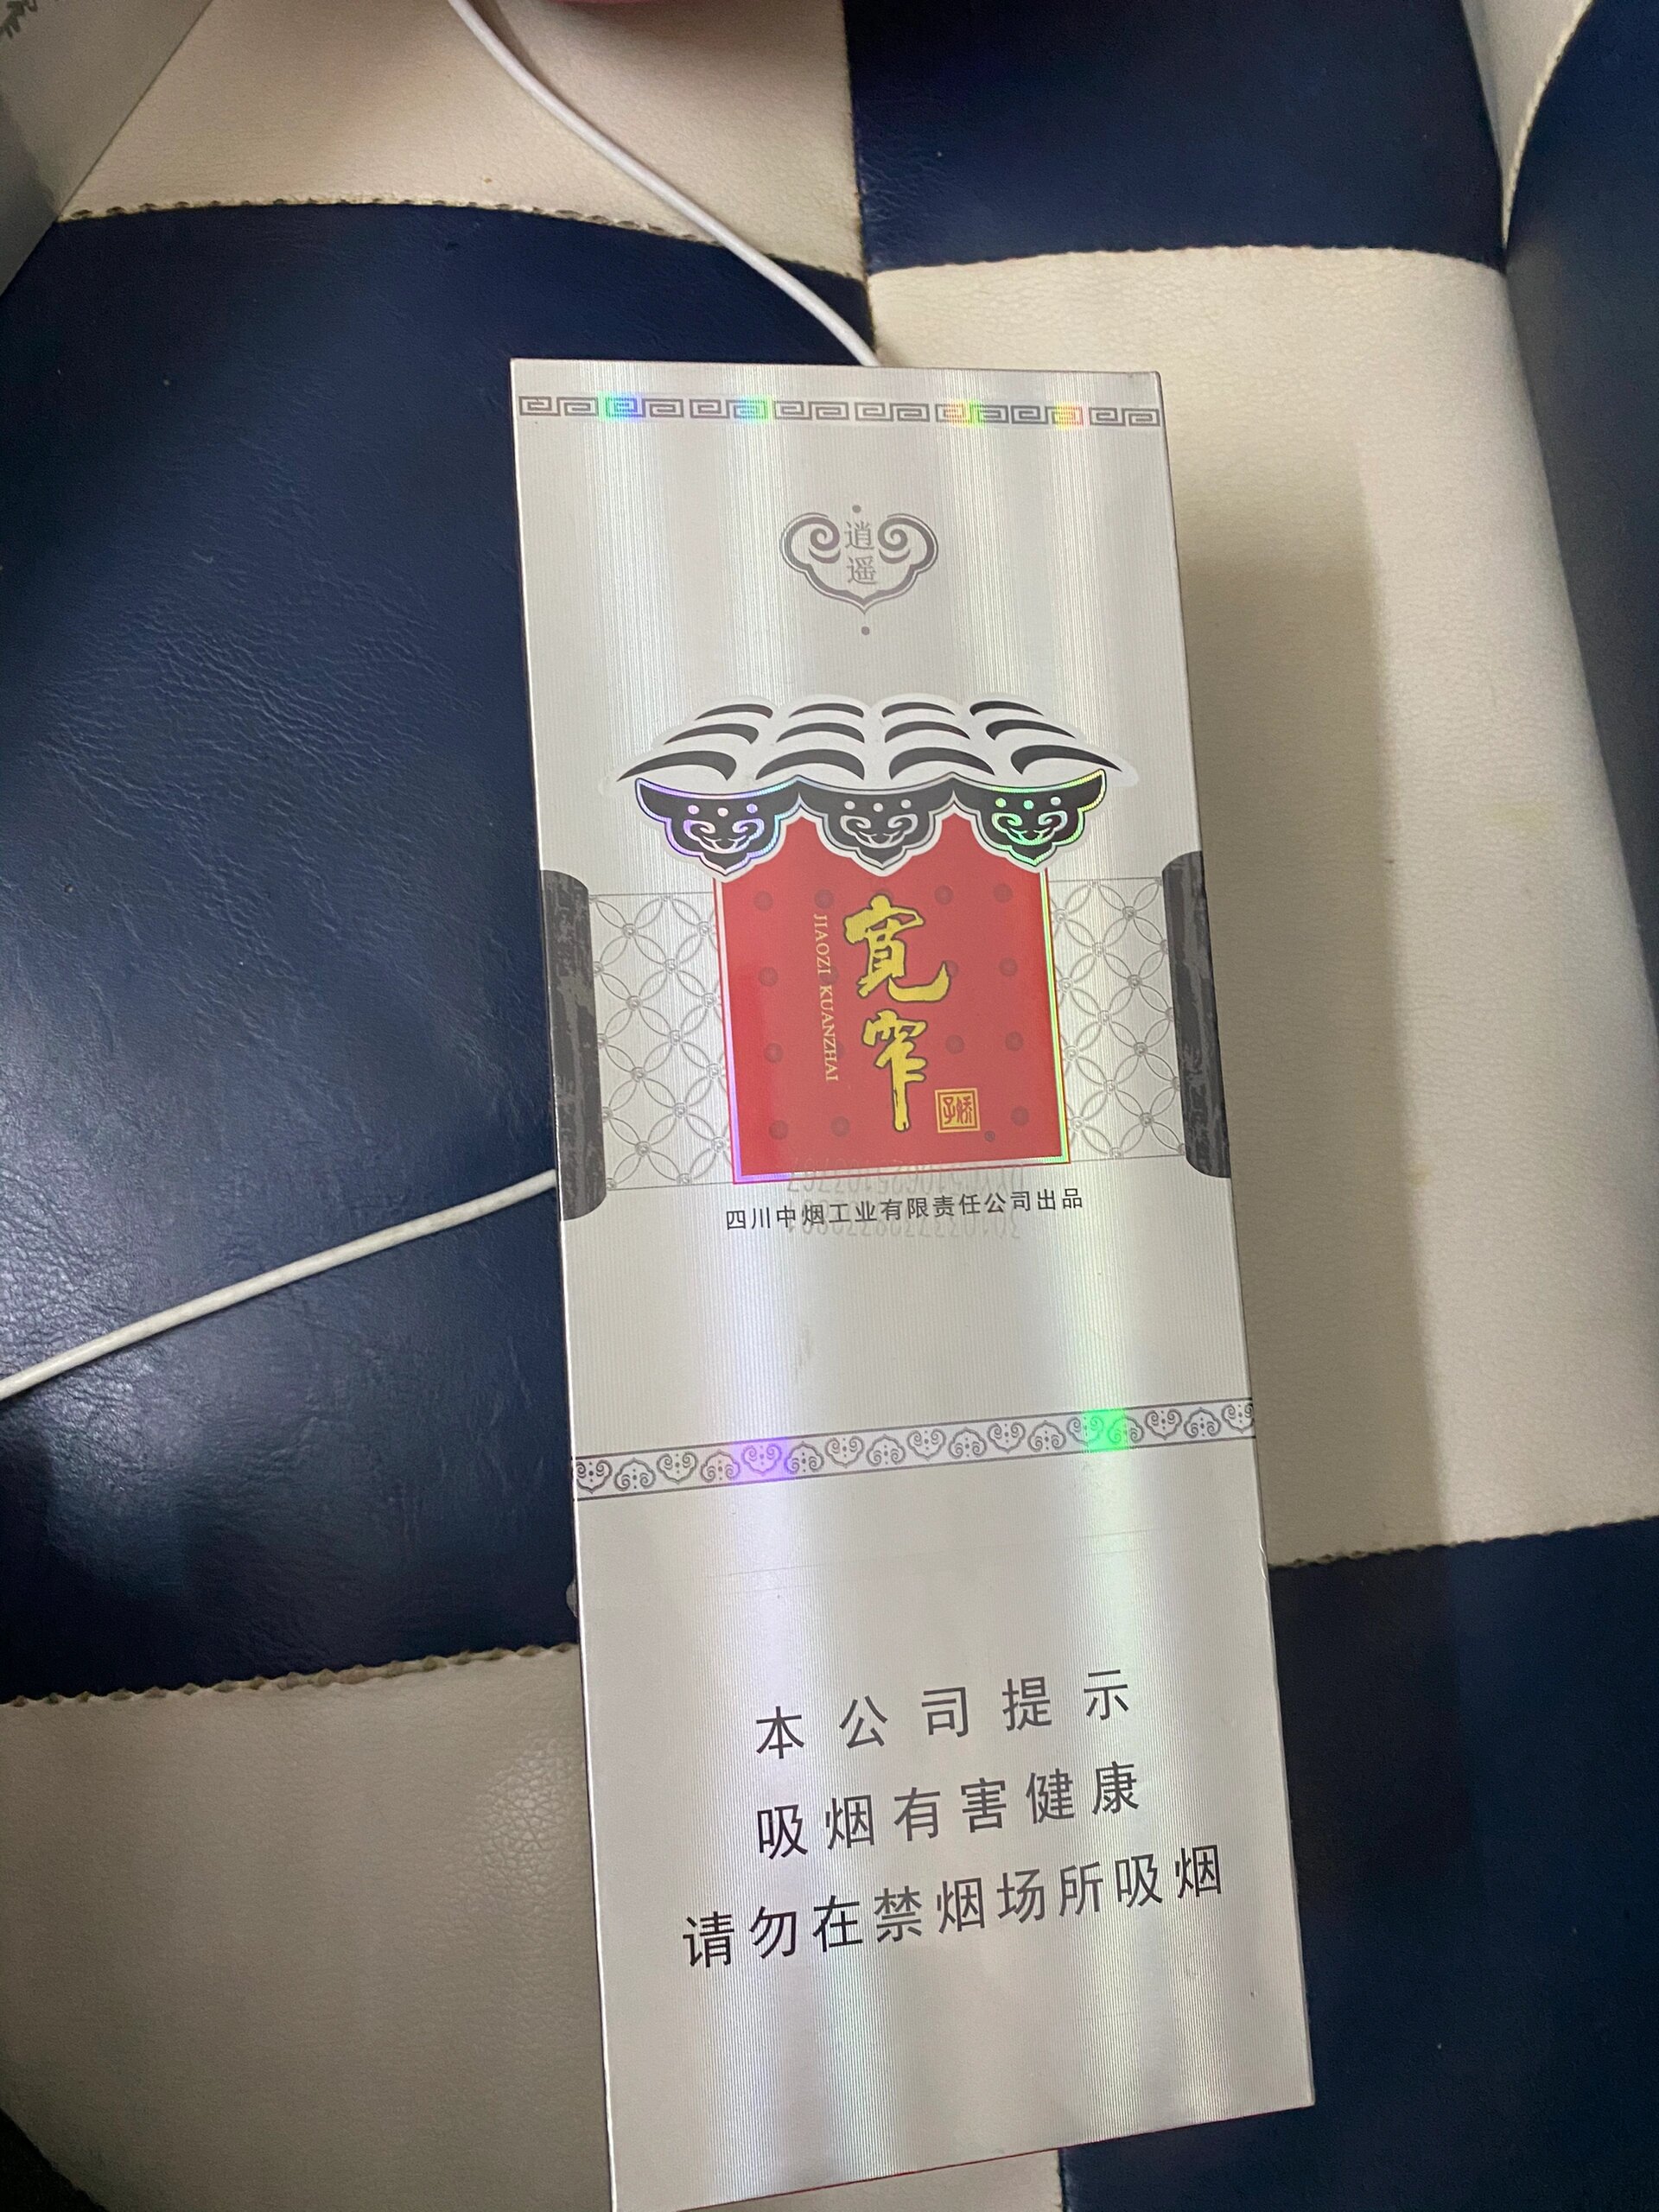 逍遥
宽窄
JIAOZI KUANZHAI
娇子
四川中烟工业有限责任公司出品
本公司提示
吸烟有害健康
请勿在禁烟场所吸烟